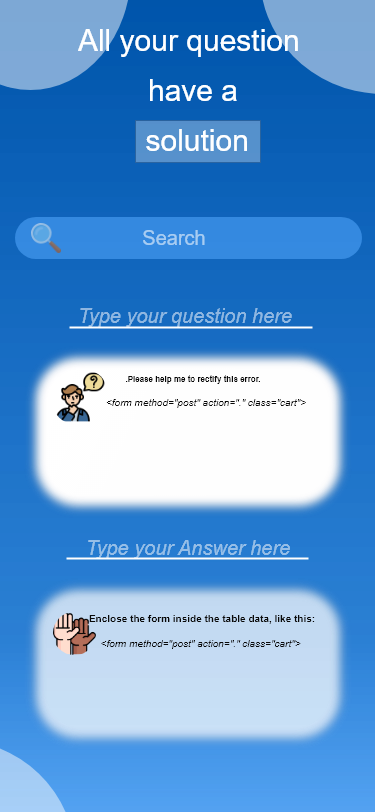 All your question
have a
solution
Search
Type your question here
?
.Please help me to rectify this error.
<form method="post" action="." class="cart">
Type your Answer here
Enclose the form inside the table data, like this:
<form method="post" action="." class="cart">